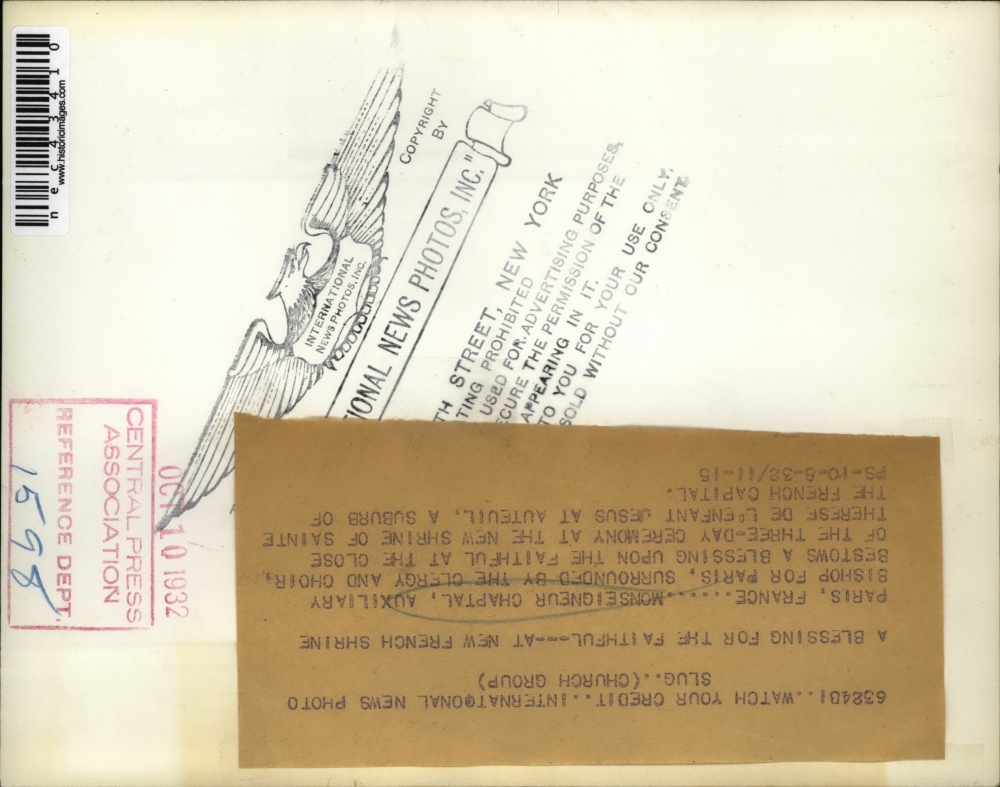 nec43410
www.historicimages.com
COPYRIGHT
BY
INTERNATIONAL
NEWS PHOTOS, INC.
IONAL NEWS PHOTOS, INC."
TH STREET, NEW YORK
TING PROHIBITED
USED FOR ADVERTISING PURPOSES,
ECURE THE PERMISSION OF THE
APPEARING IN IT.
TO YOU FOR YOUR USE ONLY.
SOLD WITHOUT OUR CONSENT
CENTRAL PRESS
ASSOCIATION
REFERENCE DEPT.
1598
OCT 10 1932
63248I..WATCH YOUR CREDIT..INTERNATIONAL NEWS PHOTO
SLUG..(CHURCH GROUP)
A BLESSING FOR THE FAITHFUL---AT NEW FRENCH SHRINE
PARIS, FRANCE.......MONSEIGNEUR CHAPTAL, AUXILIARY
BISHOP FOR PARIS, SURROUNDED BY THE CLERGY AND CHOIR,
BESTOWS A BLESSING UPON THE FAITHFUL AT THE CLOSE
OF THE THREE-DAY CEREMONY AT THE NEW SHRINE OF SAINTE
THERESE DE L'ENFANT JESUS AT AUTEUIL, A SUBURB OF
THE FRENCH CAPITAL.
PS-10-8-32/11-15